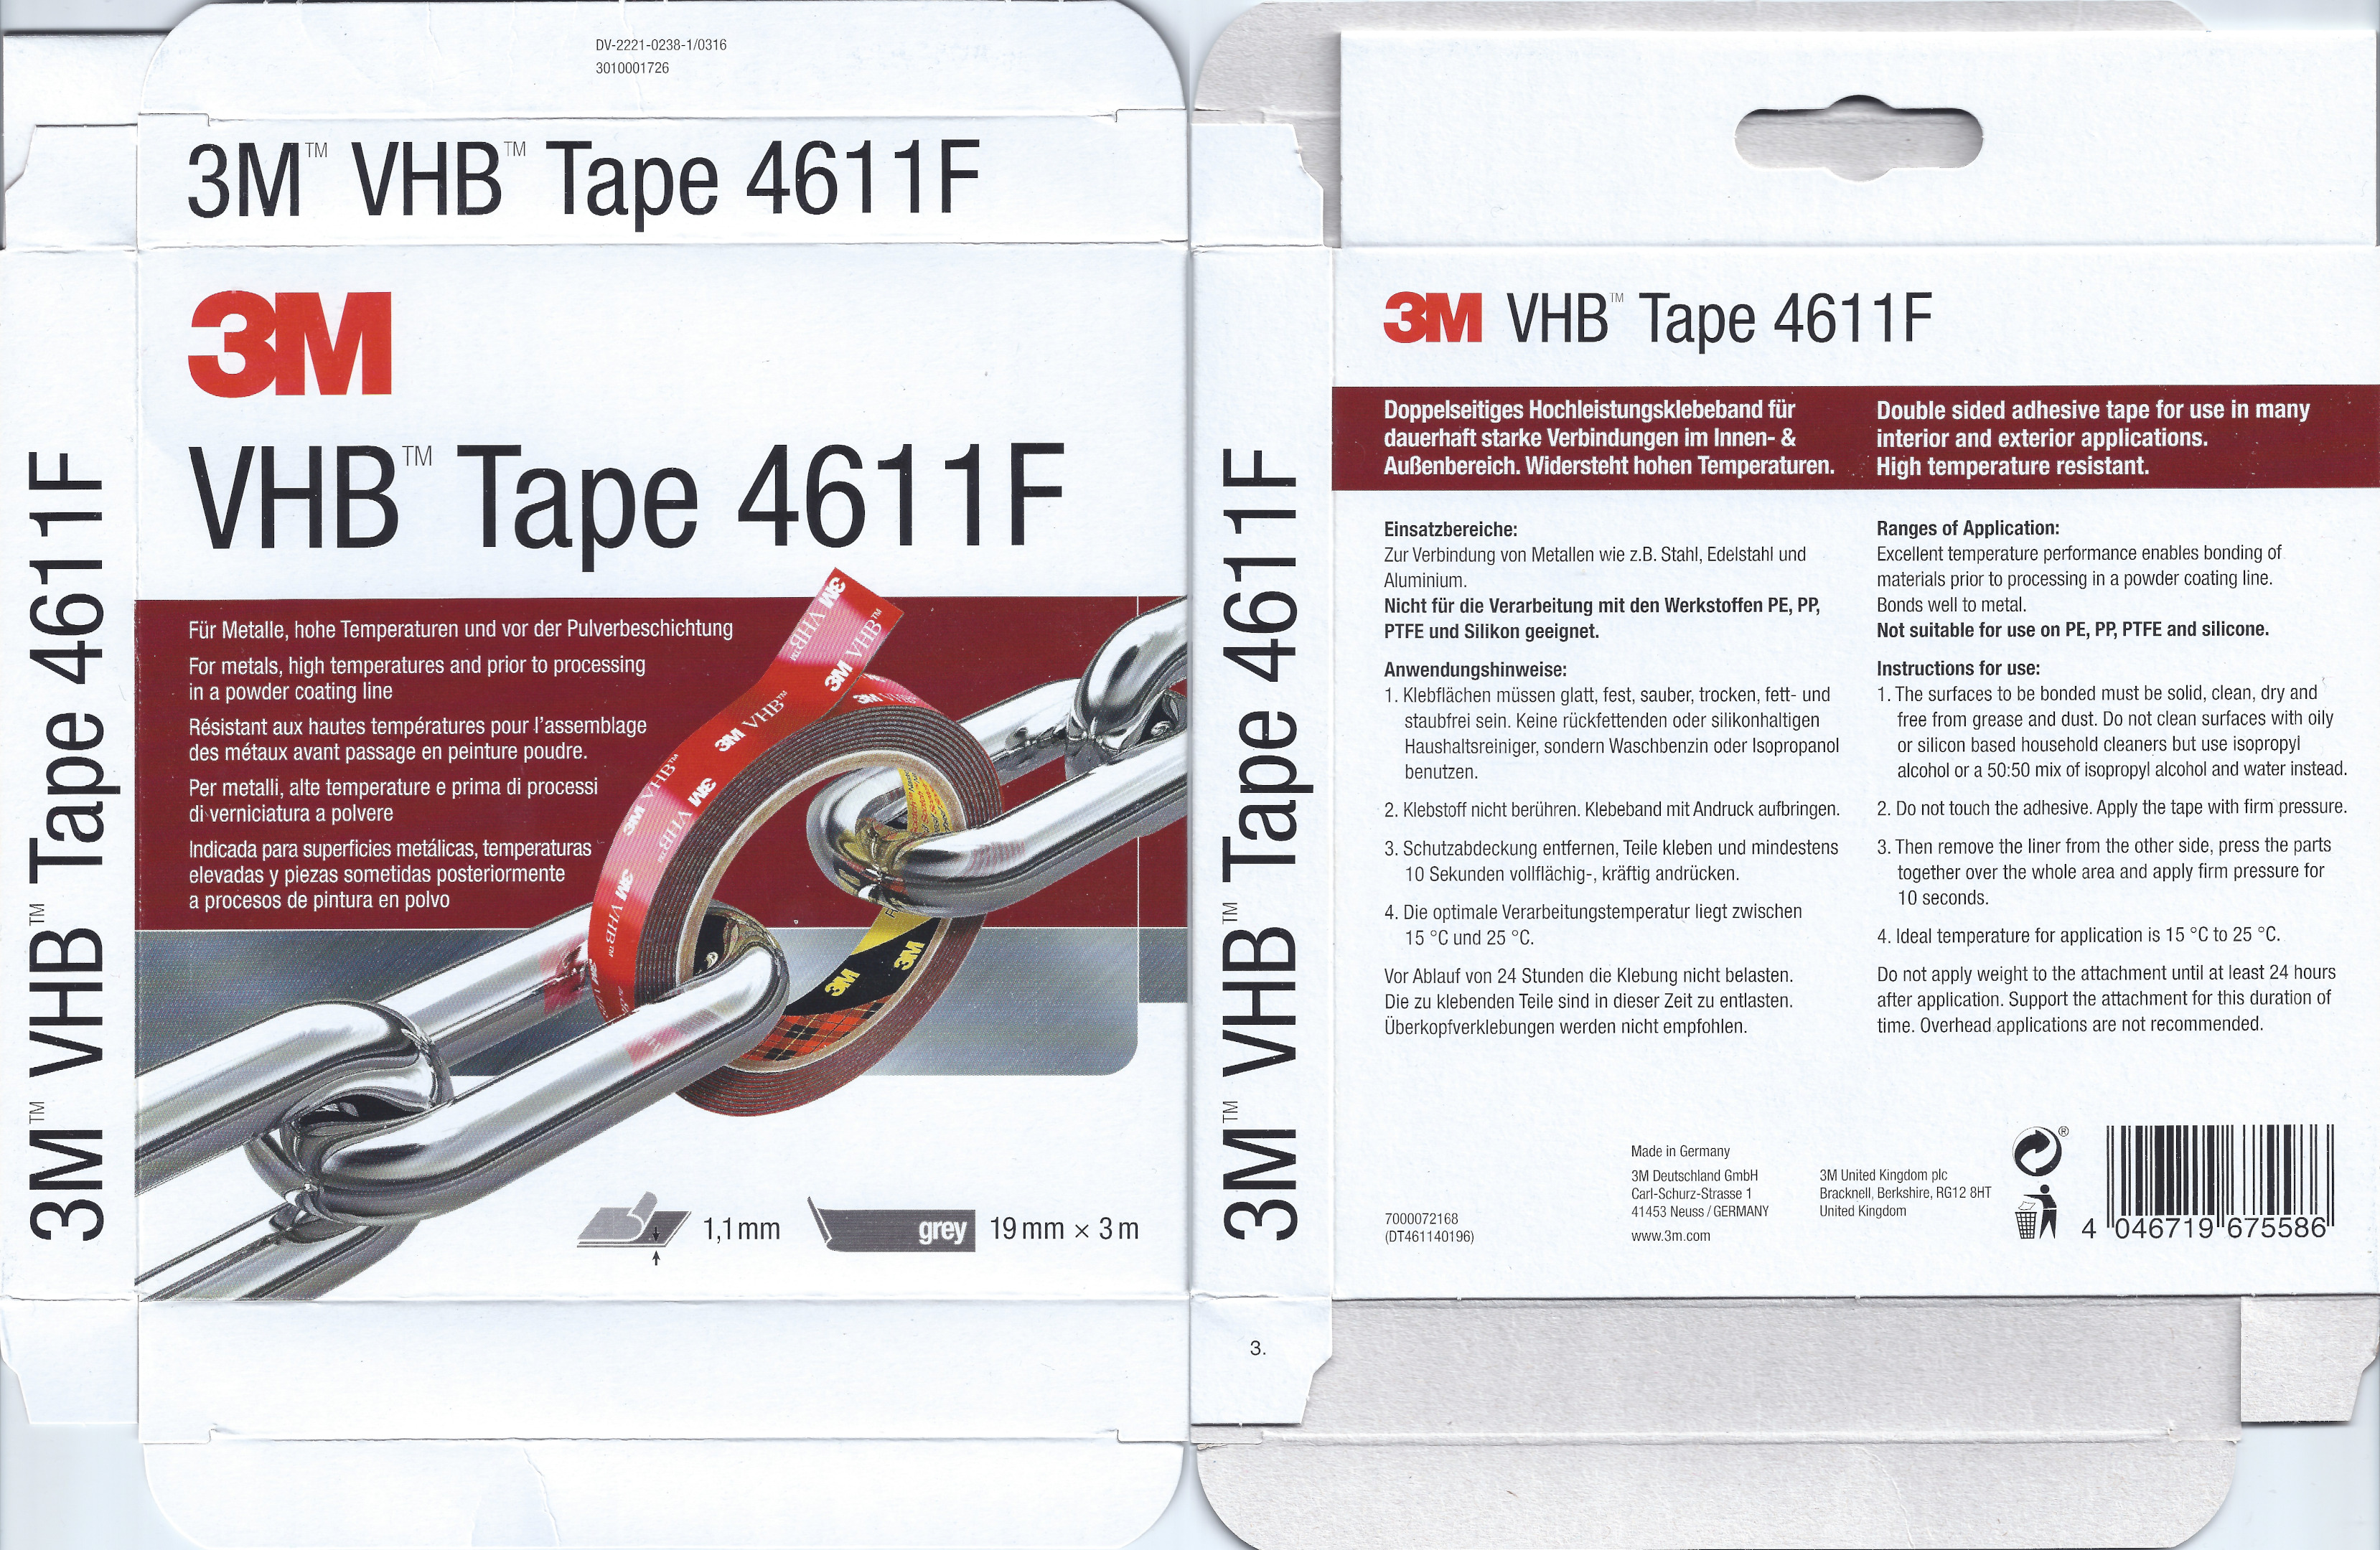 DV-2221-0238-1/0316
3010001726
3M™ VHB™ Tape 4611F
3M
VHB™ Tape 4611F
Für Metalle, hohe Temperaturen und vor der Pulverbeschichtung
For metals, high temperatures and prior to processing
in a powder coating line
Résistant aux hautes températures pour l'assemblage
des métaux avant passage en peinture poudre.
Per metalli, alte temperature e prima di processi
di verniciatura a polvere
Indicada para superficies metálicas, temperaturas
elevadas y piezas sometidas posteriormente
a procesos de pintura en polvo
3M VHB™
3M VHB™
3M VHB™
3M VHB™
3M VHB™
3M VHB™
3M
3M
1,1 mm
grey
19 mm × 3 m
3M™ VHB™ Tape 4611F
3M™ VHB™ Tape 4611F
3.
3M VHB™ Tape 4611F
Doppelseitiges Hochleistungsklebeband für
dauerhaft starke Verbindungen im Innen- &
Außenbereich. Widersteht hohen Temperaturen.
Einsatzbereiche:
Zur Verbindung von Metallen wie z.B. Stahl, Edelstahl und
Aluminium.
Nicht für die Verarbeitung mit den Werkstoffen PE, PP,
PTFE und Silikon geeignet.
Anwendungshinweise:
1. Klebflächen müssen glatt, fest, sauber, trocken, fett- und
staubfrei sein. Keine rückfettenden oder silikonhaltigen
Haushaltsreiniger, sondern Waschbenzin oder Isopropanol
benutzen.
2. Klebstoff nicht berühren. Klebeband mit Andruck aufbringen.
3. Schutzabdeckung entfernen, Teile kleben und mindestens
10 Sekunden vollflächig-, kräftig andrücken.
4. Die optimale Verarbeitungstemperatur liegt zwischen
15 °C und 25 °C.
Vor Ablauf von 24 Stunden die Klebung nicht belasten.
Die zu klebenden Teile sind in dieser Zeit zu entlasten.
Überkopfverklebungen werden nicht empfohlen.
Double sided adhesive tape for use in many
interior and exterior applications.
High temperature resistant.
Ranges of Application:
Excellent temperature performance enables bonding of
materials prior to processing in a powder coating line.
Bonds well to metal.
Not suitable for use on PE, PP, PTFE and silicone.
Instructions for use:
1. The surfaces to be bonded must be solid, clean, dry and
free from grease and dust. Do not clean surfaces with oily
or silicon based household cleaners but use isopropyl
alcohol or a 50:50 mix of isopropyl alcohol and water instead.
2. Do not touch the adhesive. Apply the tape with firm pressure.
3. Then remove the liner from the other side, press the parts
together over the whole area and apply firm pressure for
10 seconds.
4. Ideal temperature for application is 15 °C to 25 °C.
Do not apply weight to the attachment until at least 24 hours
after application. Support the attachment for this duration of
time. Overhead applications are not recommended.
7000072168
(DT461140196)
Made in Germany
3M Deutschland GmbH
Carl-Schurz-Strasse 1
41453 Neuss / GERMANY
www.3m.com
3M United Kingdom plc
Bracknell, Berkshire, RG12 8HT
United Kingdom
®
4 046719 675586